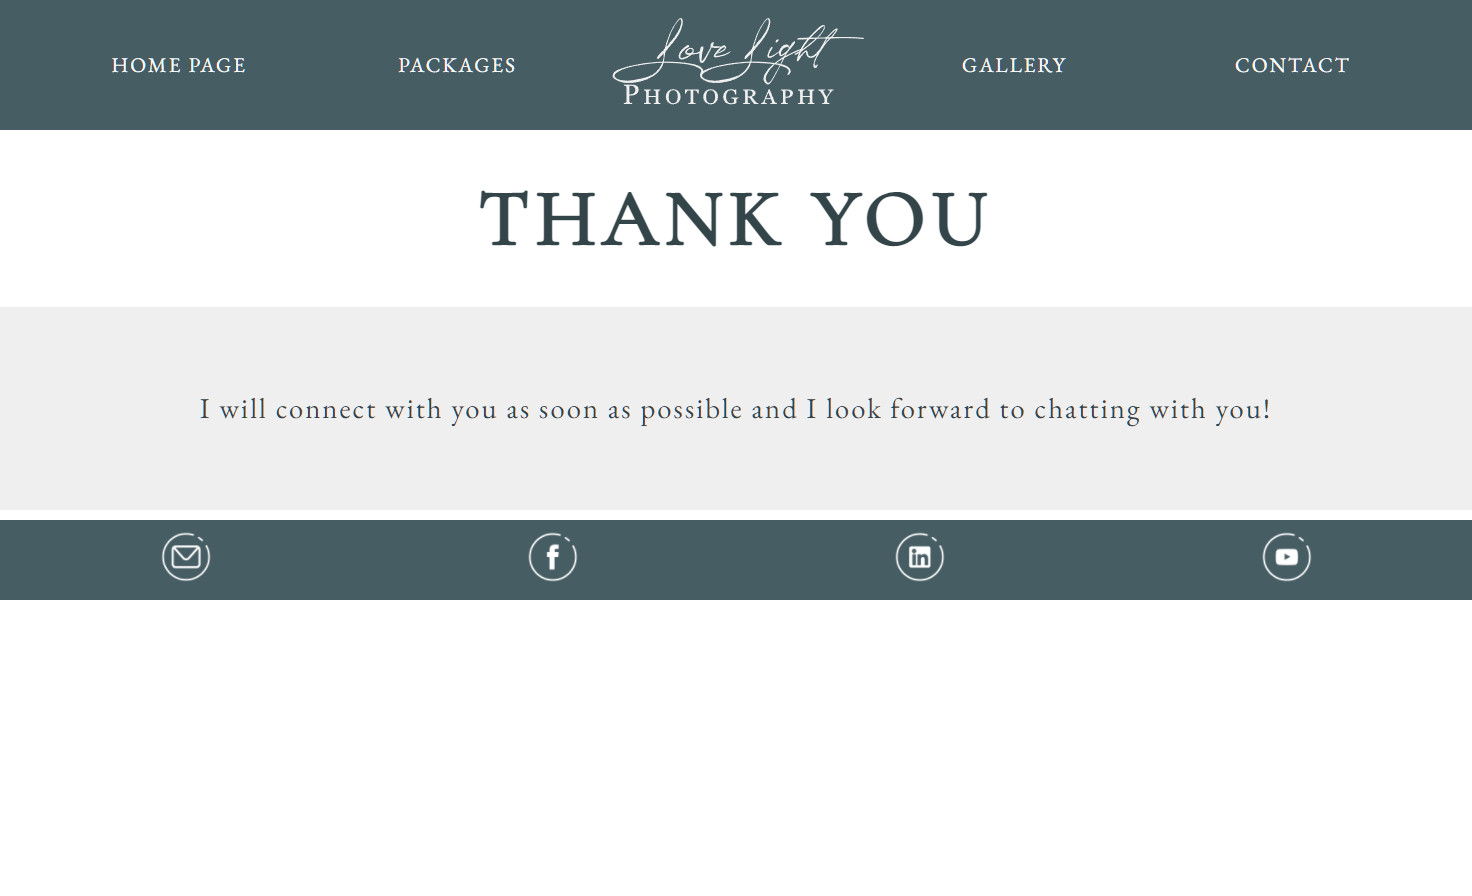 HOME PAGE
PACKAGES
Love Light
PHOTOGRAPHY
GALLERY
CONTACT
THANK YOU
I will connect with you as soon as possible and I look forward to chatting with you!